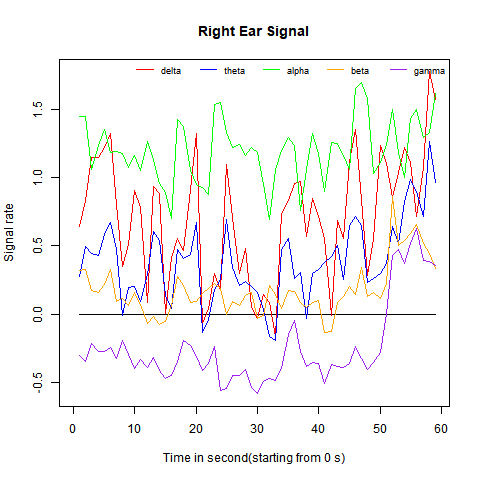 Right Ear Signal
delta theta alpha beta gamma
Signal rate
1.5
1.0
0.5
0.0
-0.5
0 10 20 30 40 50 60
Time in second(starting from 0 s)